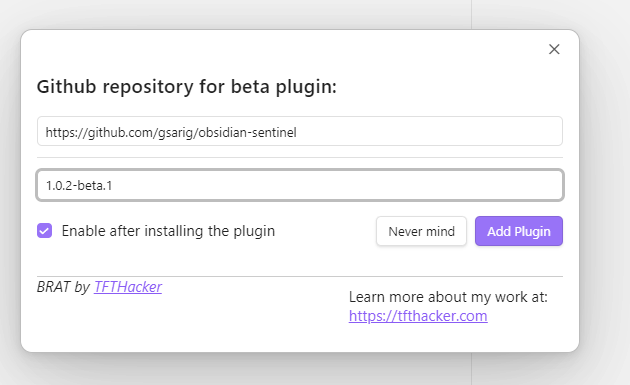 Github repository for beta plugin:
https://github.com/gsarig/obsidian-sentinel
1.0.2-beta.1
Enable after installing the plugin
Never mind
Add Plugin
BRAT by TFTHacker
Learn more about my work at:
https://tfthacker.com